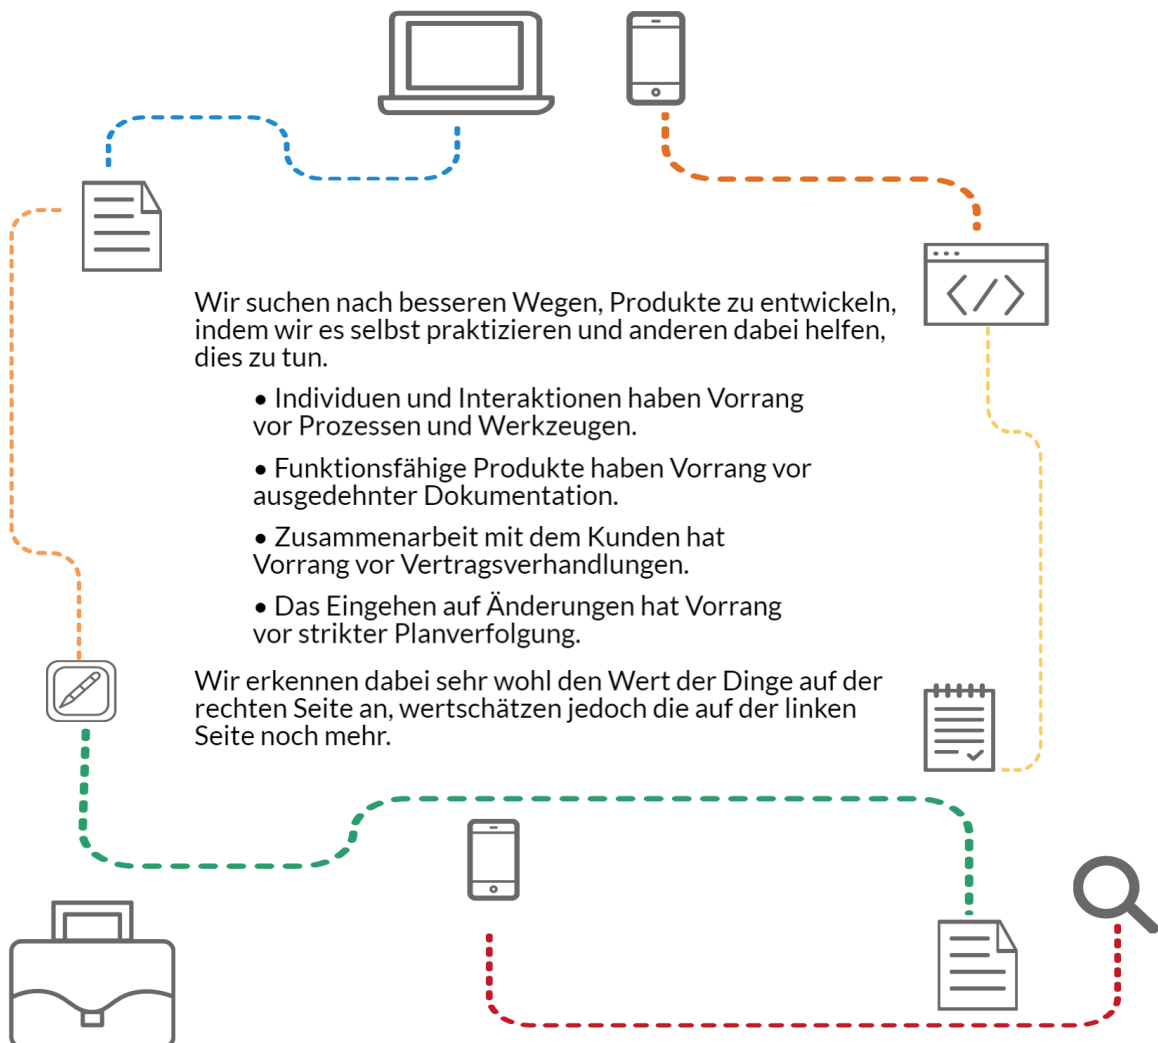 Wir suchen nach besseren Wegen, Produkte zu entwickeln,
indem wir es selbst praktizieren und anderen dabei helfen,
dies zu tun.
• Individuen und Interaktionen haben Vorrang
vor Prozessen und Werkzeugen.
• Funktionsfähige Produkte haben Vorrang vor
ausgedehnter Dokumentation.
• Zusammenarbeit mit dem Kunden hat
Vorrang vor Vertragsverhandlungen.
• Das Eingehen auf Änderungen hat Vorrang
vor strikter Planverfolgung.
Wir erkennen dabei sehr wohl den Wert der Dinge auf der
rechten Seite an, wertschätzen jedoch die auf der linken
Seite noch mehr.